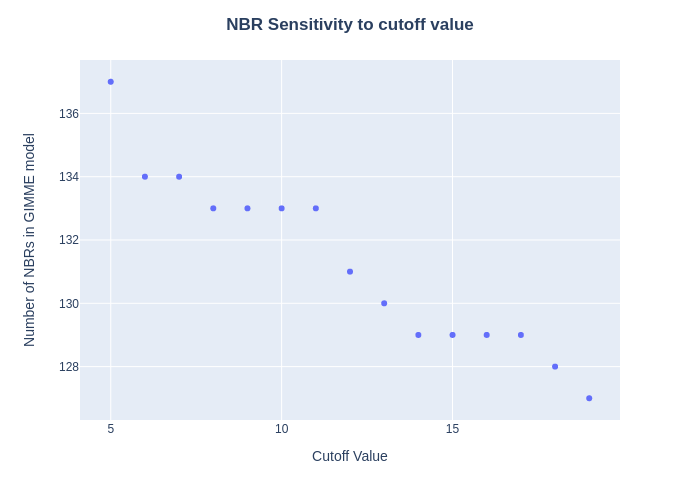 NBR Sensitivity to cutoff value
Number of NBRs in GIMME model
136
134
132
130
128
5
10
15
Cutoff Value